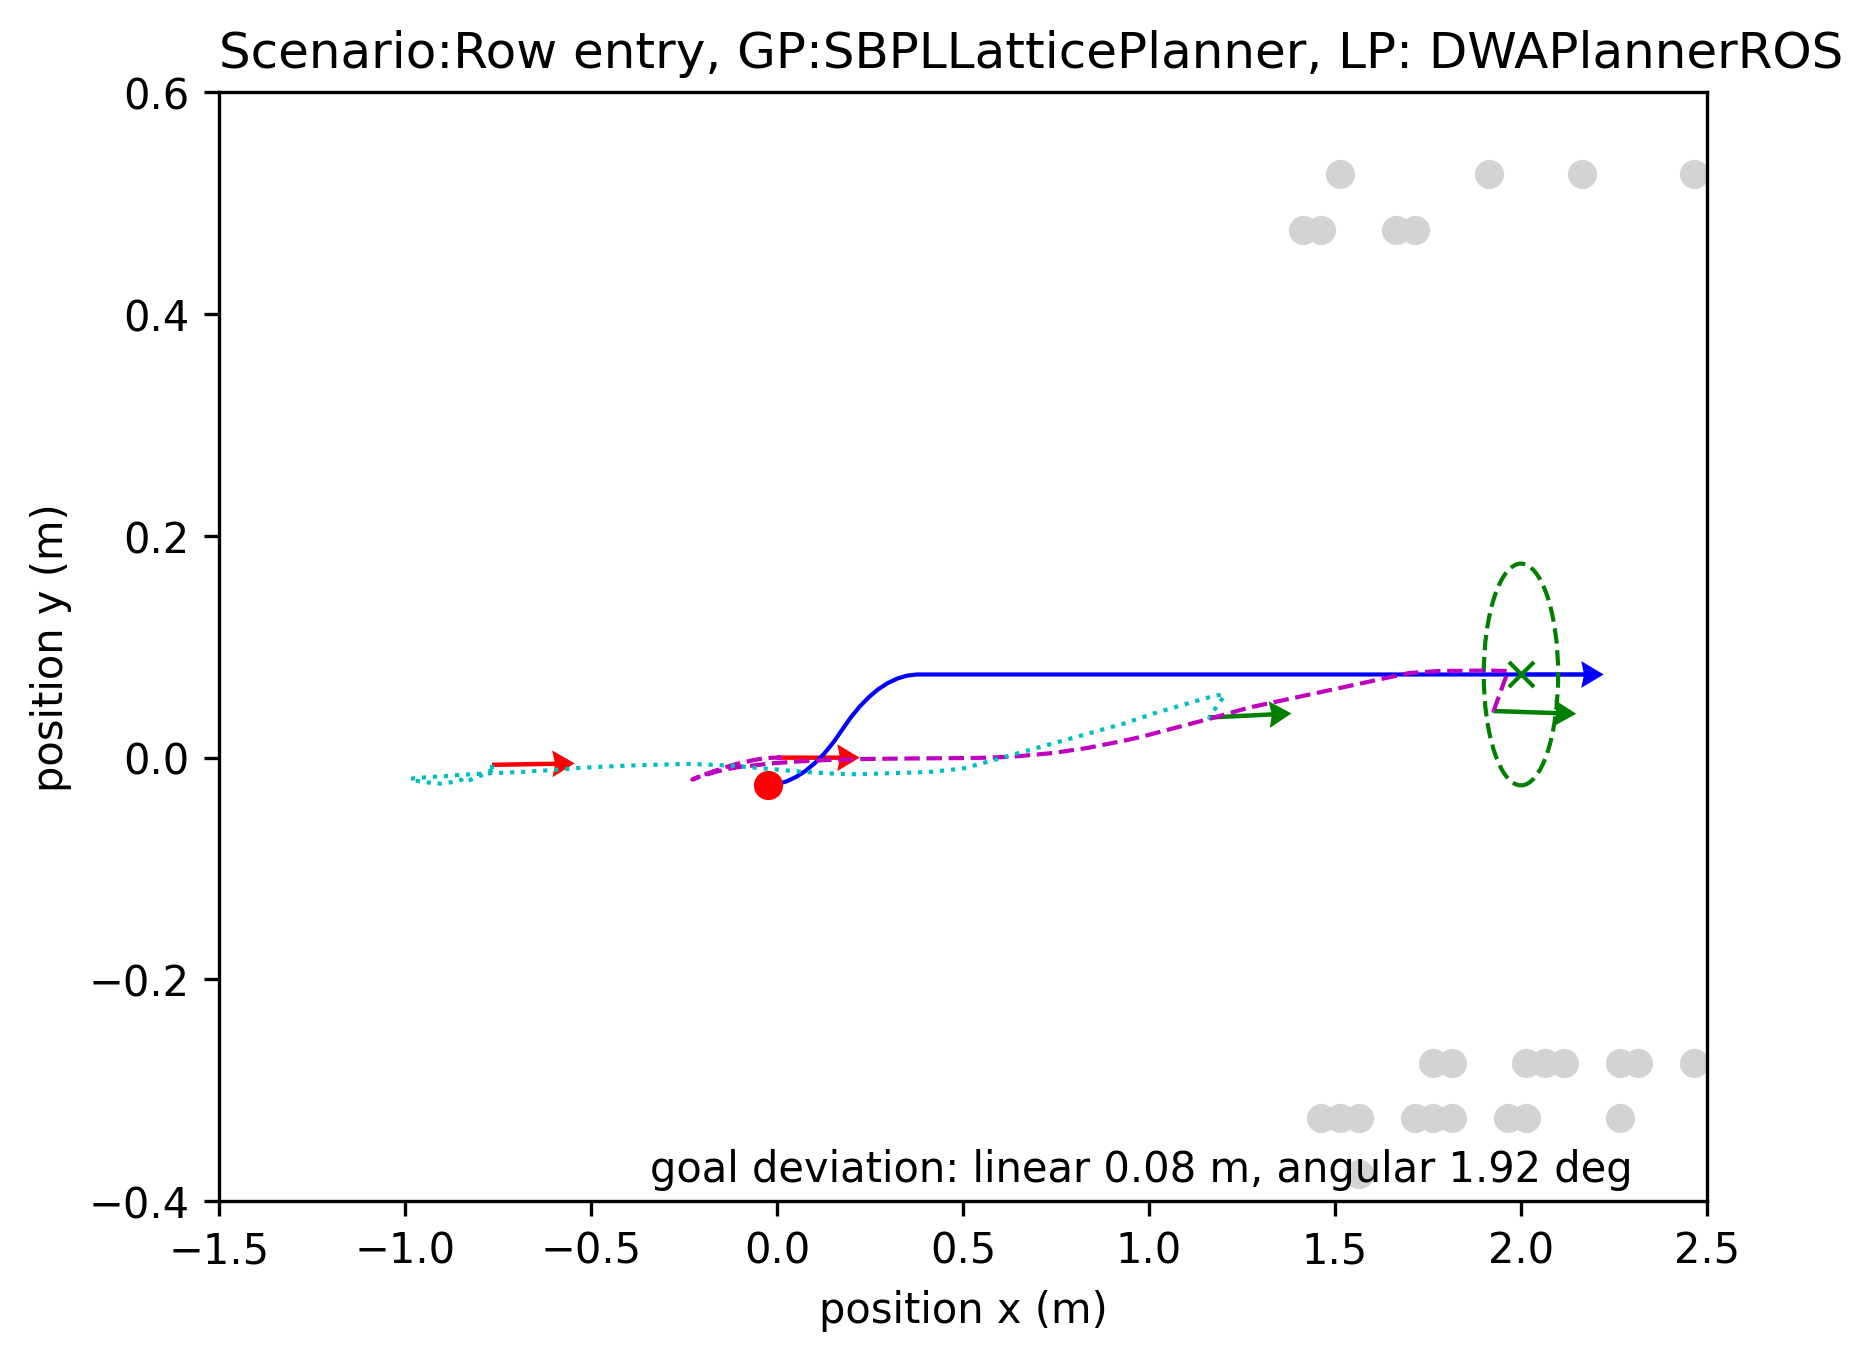 Scenario:Row entry, GP:SBPLLatticePlanner, LP: DWAPlannerROS
0.6
0.4
0.2
0.0
−0.2
−0.4
position y (m)
goal deviation: linear 0.08 m, angular 1.92 deg
−1.5 −1.0 −0.5 0.0 0.5 1.0 1.5 2.0 2.5
position x (m)